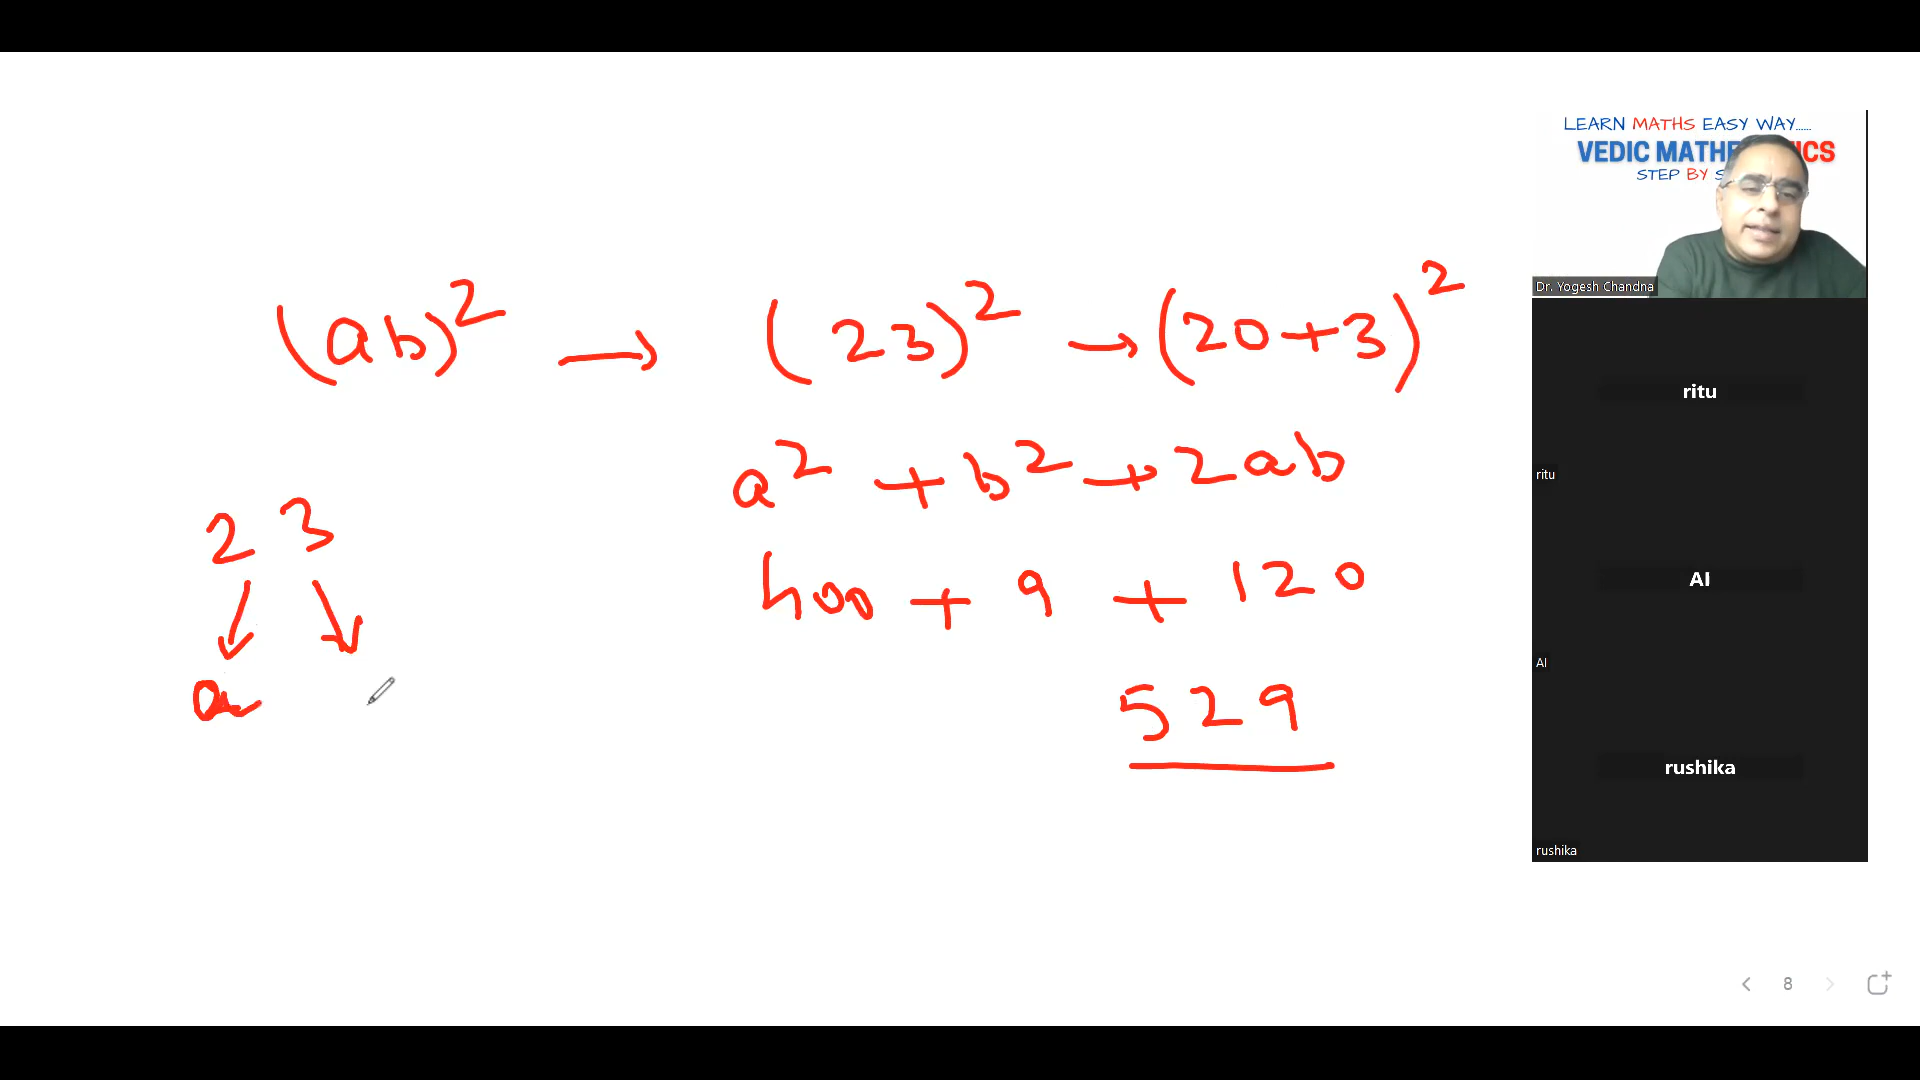 LEARN MATHS EASY WAY......
VEDIC MATHE ICS
STEP BY S
Dr. Yogesh Chandna
(ab)² → (23)² → (20+3)²
a² + b² + 2ab
2 3
400 + 9 + 120
a
529
ritu
ritu
AI
AI
rushika
rushika
8